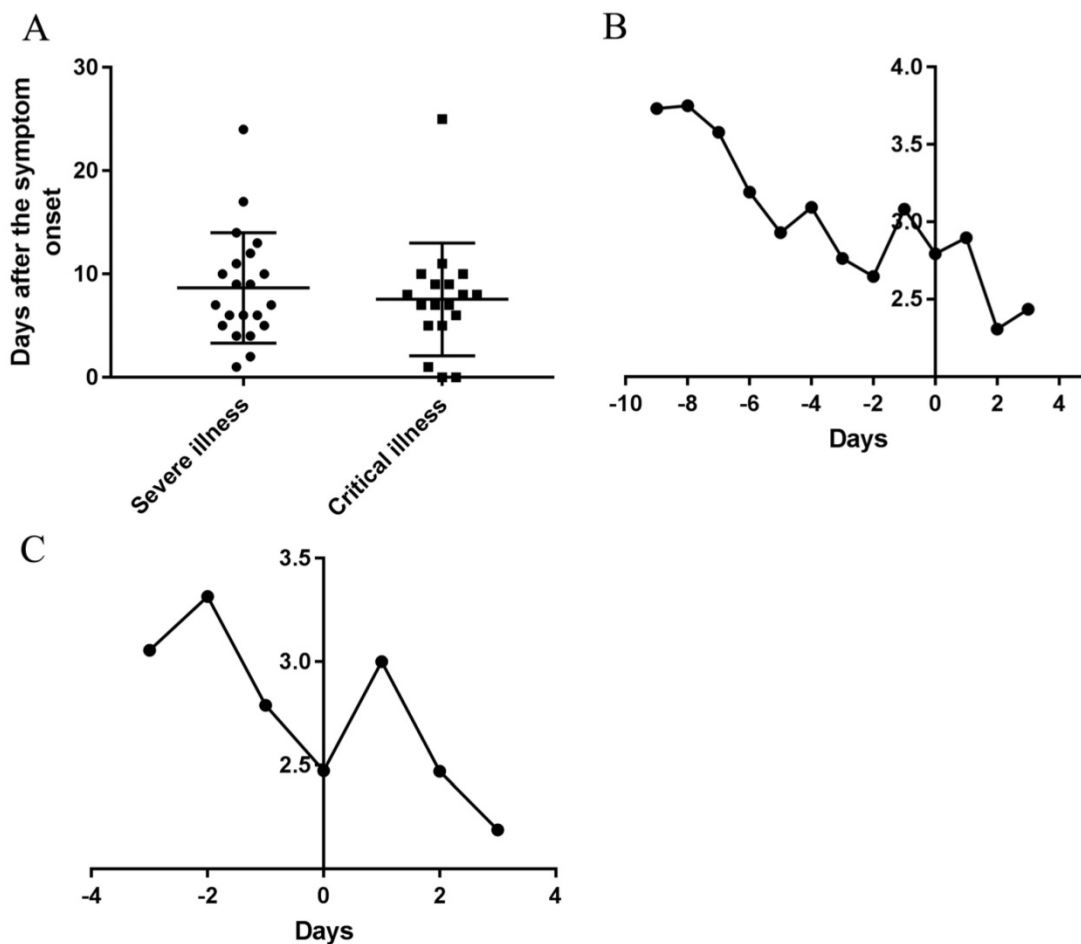 A
Days after the symptom
onset
30
20
10
0
Severe illness
Critical illness
B
4.0
3.5
3.0
2.5
-10 -8 -6 -4 -2 0 2 4
Days
C
3.5
3.0
2.5
-4 -2 0 2 4
Days